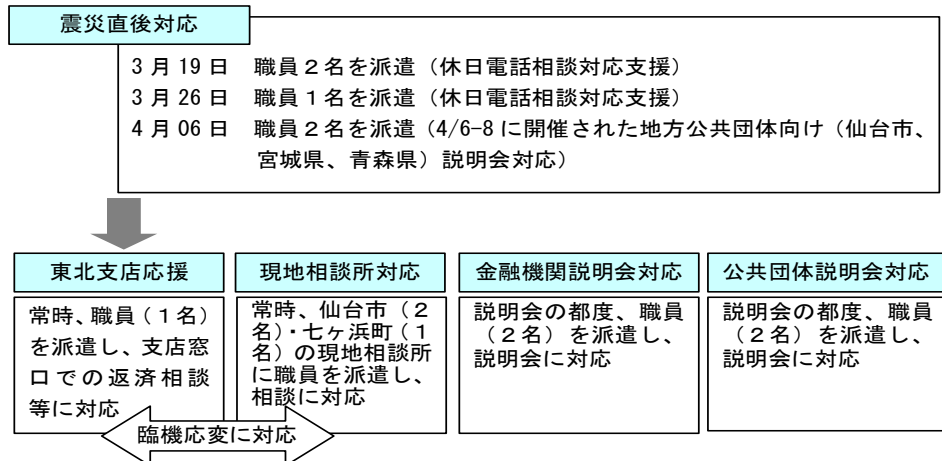 震災直後対応
3月19日 職員2名を派遣（休日電話相談対応支援）
3月26日 職員1名を派遣（休日電話相談対応支援）
4月06日 職員2名を派遣（4/6-8に開催された地方公共団体向け（仙台市、
宮城県、青森県）説明会対応）
東北支店応援
常時、職員（1名）
を派遣し、支店窓
口での返済相談
等に対応
現地相談所対応
常時、仙台市（2
名）・七ヶ浜町（1
名）の現地相談所
に職員を派遣し、
相談に対応
臨機応変に対応
金融機関説明会対応
説明会の都度、職員
（2名）を派遣し、
説明会に対応
公共団体説明会対応
説明会の都度、職員
（2名）を派遣し、
説明会に対応